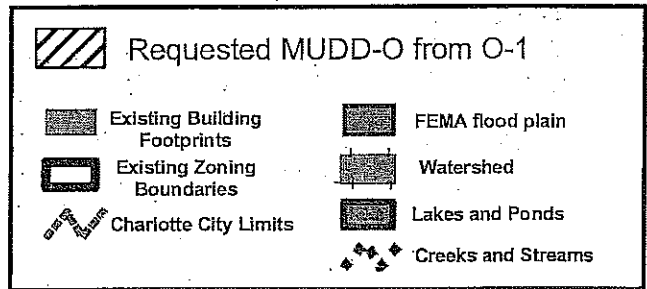 Requested MUDD-O from O-1
Existing Building
Footprints
Existing Zoning
Boundaries
Charlotte City Limits
FEMA flood plain
Watershed
Lakes and Ponds
Creeks and Streams